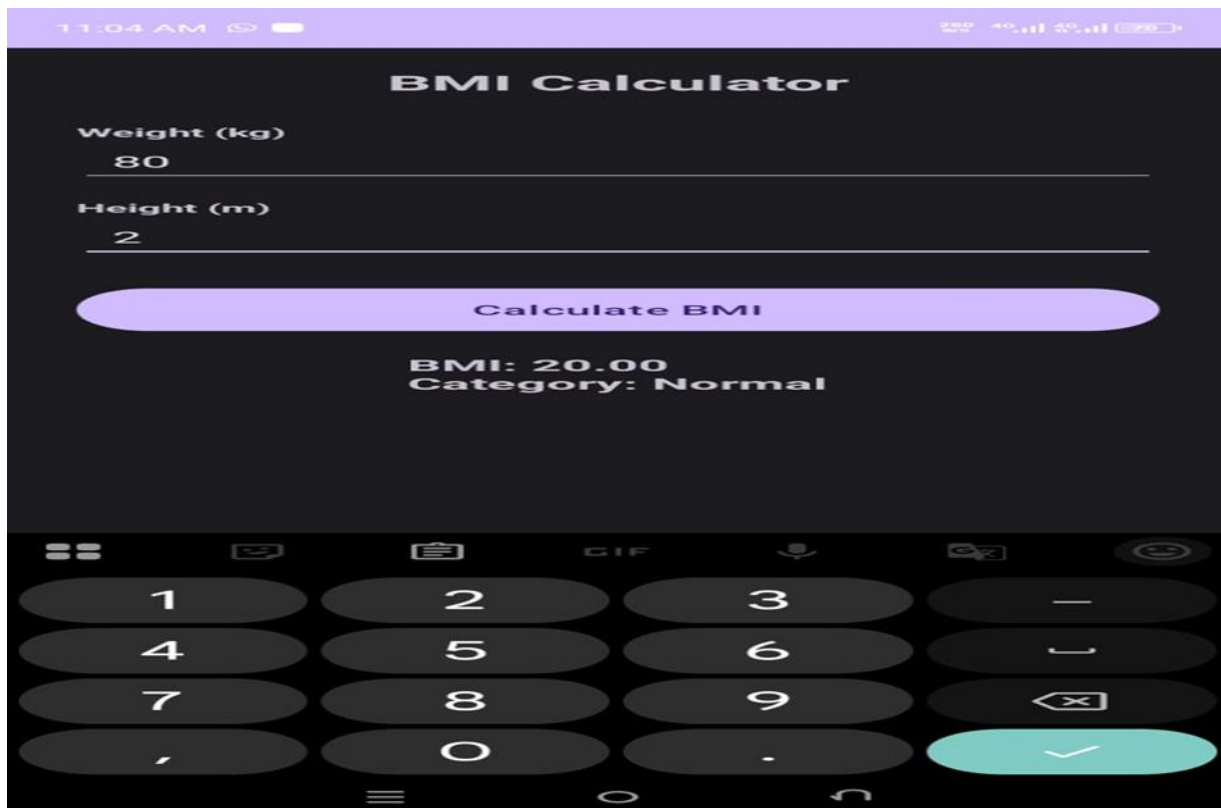 11:04 AM
BMI Calculator
Weight (kg)
80
Height (m)
2
Calculate BMI
BMI: 20.00
Category: Normal
GIF
1 2 3 –
4 5 6
7 8 9
, 0 .